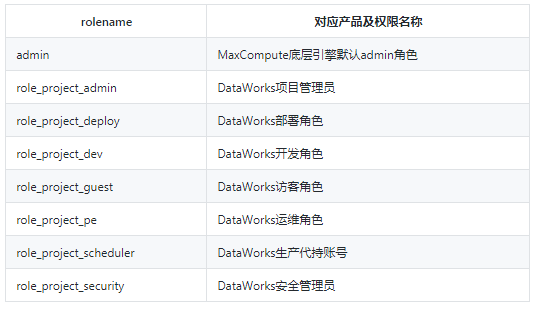 rolename 对应产品及权限名称
admin MaxCompute底层引擎默认admin角色
role_project_admin DataWorks项目管理员
role_project_deploy DataWorks部署角色
role_project_dev DataWorks开发角色
role_project_guest DataWorks访客角色
role_project_pe DataWorks运维角色
role_project_scheduler DataWorks生产代持账号
role_project_security DataWorks安全管理员